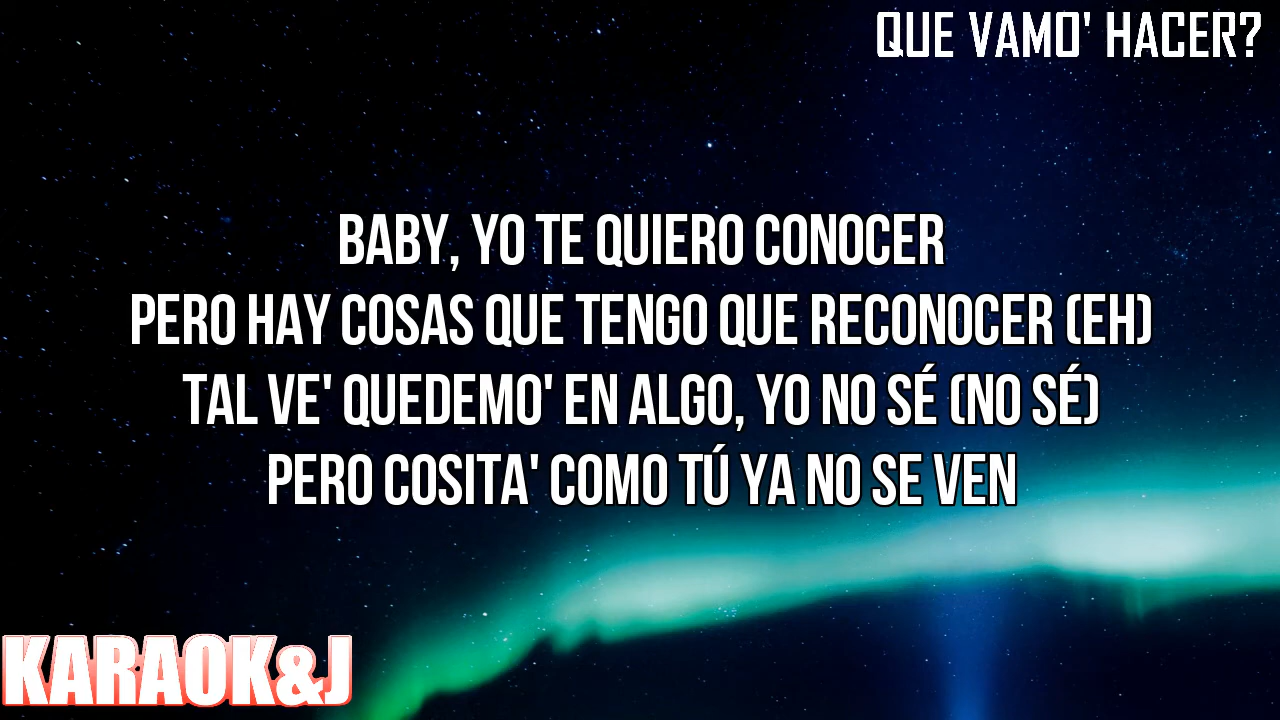 QUE VAMO' HACER?
BABY, YO TE QUIERO CONOCER
PERO HAY COSAS QUE TENGO QUE RECONOCER (EH)
TAL VE' QUEDEMO' EN ALGO, YO NO SÉ (NO SÉ)
PERO COSITA' COMO TÚ YA NO SE VEN
KARAOK&J